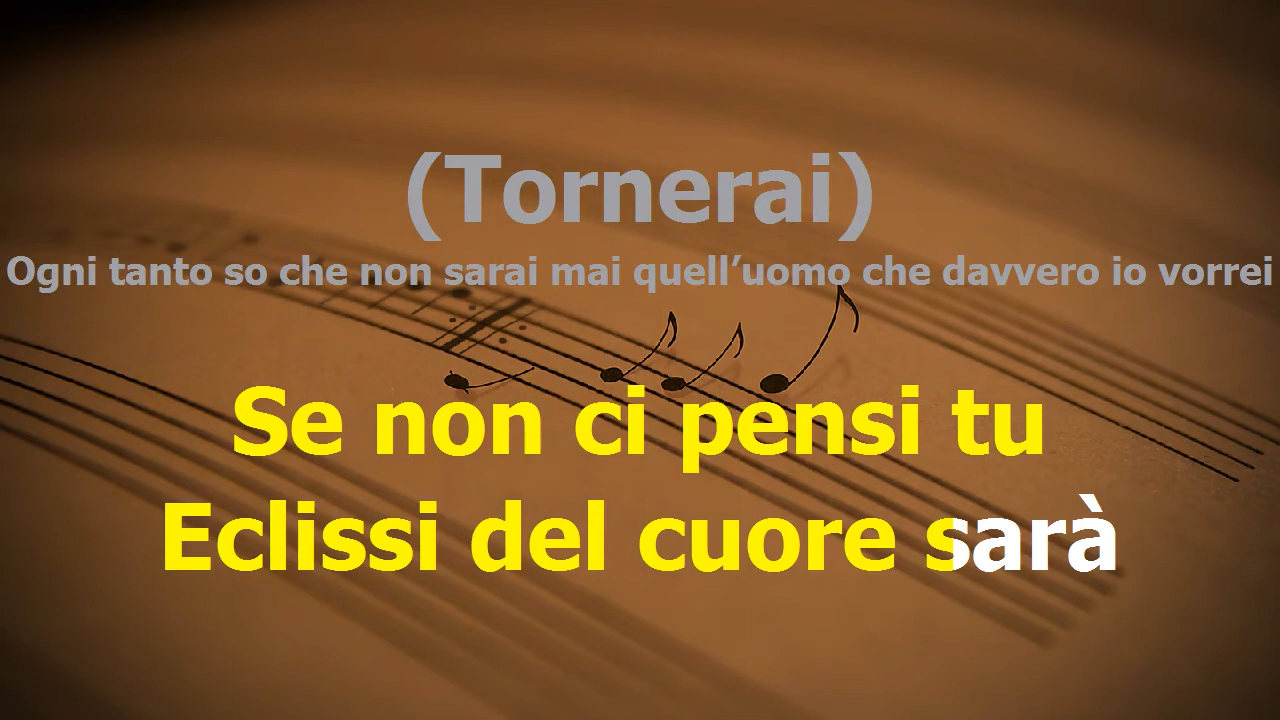 (Tornerai)
Ogni tanto so che non sarai mai quell’uomo che davvero io vorrei
Se non ci pensi tu
Eclissi del cuore sarà